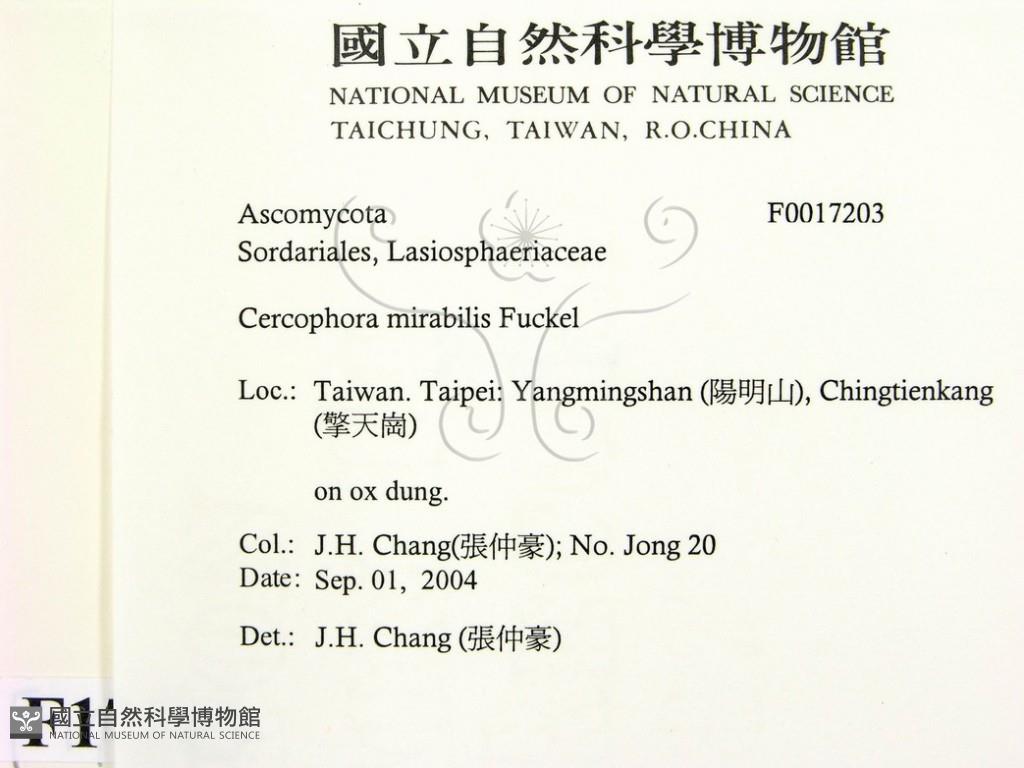 國立自然科學博物館
NATIONAL MUSEUM OF NATURAL SCIENCE
TAICHUNG, TAIWAN, R.O.CHINA
Ascomycota F0017203
Sordariales, Lasiosphaeriaceae
Cercophora mirabilis Fuckel
Loc.: Taiwan. Taipei: Yangmingshan (陽明山), Chingtienkang
(擎天崗)
on ox dung.
Col.: J.H. Chang(張仲豪); No. Jong 20
Date: Sep. 01, 2004
Det.: J.H. Chang (張仲豪)
國立自然科學博物館
NATIONAL MUSEUM OF NATURAL SCIENCE